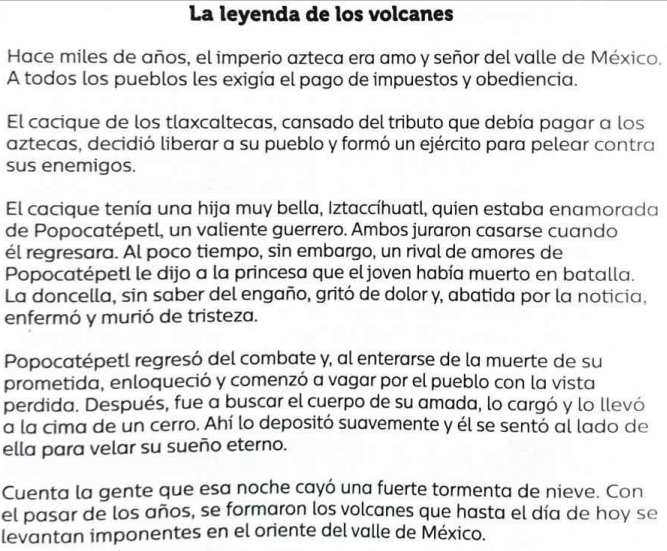 La leyenda de los volcanes
Hace miles de años, el imperio azteca era amo y señor del valle de México.
A todos los pueblos les exigía el pago de impuestos y obediencia.
El cacique de los tlaxcaltecas, cansado del tributo que debía pagar a los
aztecas, decidió liberar a su pueblo y formó un ejército para pelear contra
sus enemigos.
El cacique tenía una hija muy bella, Iztaccíhuatl, quien estaba enamorada
de Popocatépetl, un valiente guerrero. Ambos juraron casarse cuando
él regresara. Al poco tiempo, sin embargo, un rival de amores de
Popocatépetl le dijo a la princesa que el joven había muerto en batalla.
La doncella, sin saber del engaño, gritó de dolor y, abatida por la noticia,
enfermó y murió de tristeza.
Popocatépetl regresó del combate y, al enterarse de la muerte de su
prometida, enloqueció y comenzó a vagar por el pueblo con la vista
perdida. Después, fue a buscar el cuerpo de su amada, lo cargó y lo llevó
a la cima de un cerro. Ahí lo depositó suavemente y él se sentó al lado de
ella para velar su sueño eterno.
Cuenta la gente que esa noche cayó una fuerte tormenta de nieve. Con
el pasar de los años, se formaron los volcanes que hasta el día de hoy se
levantan imponentes en el oriente del valle de México.